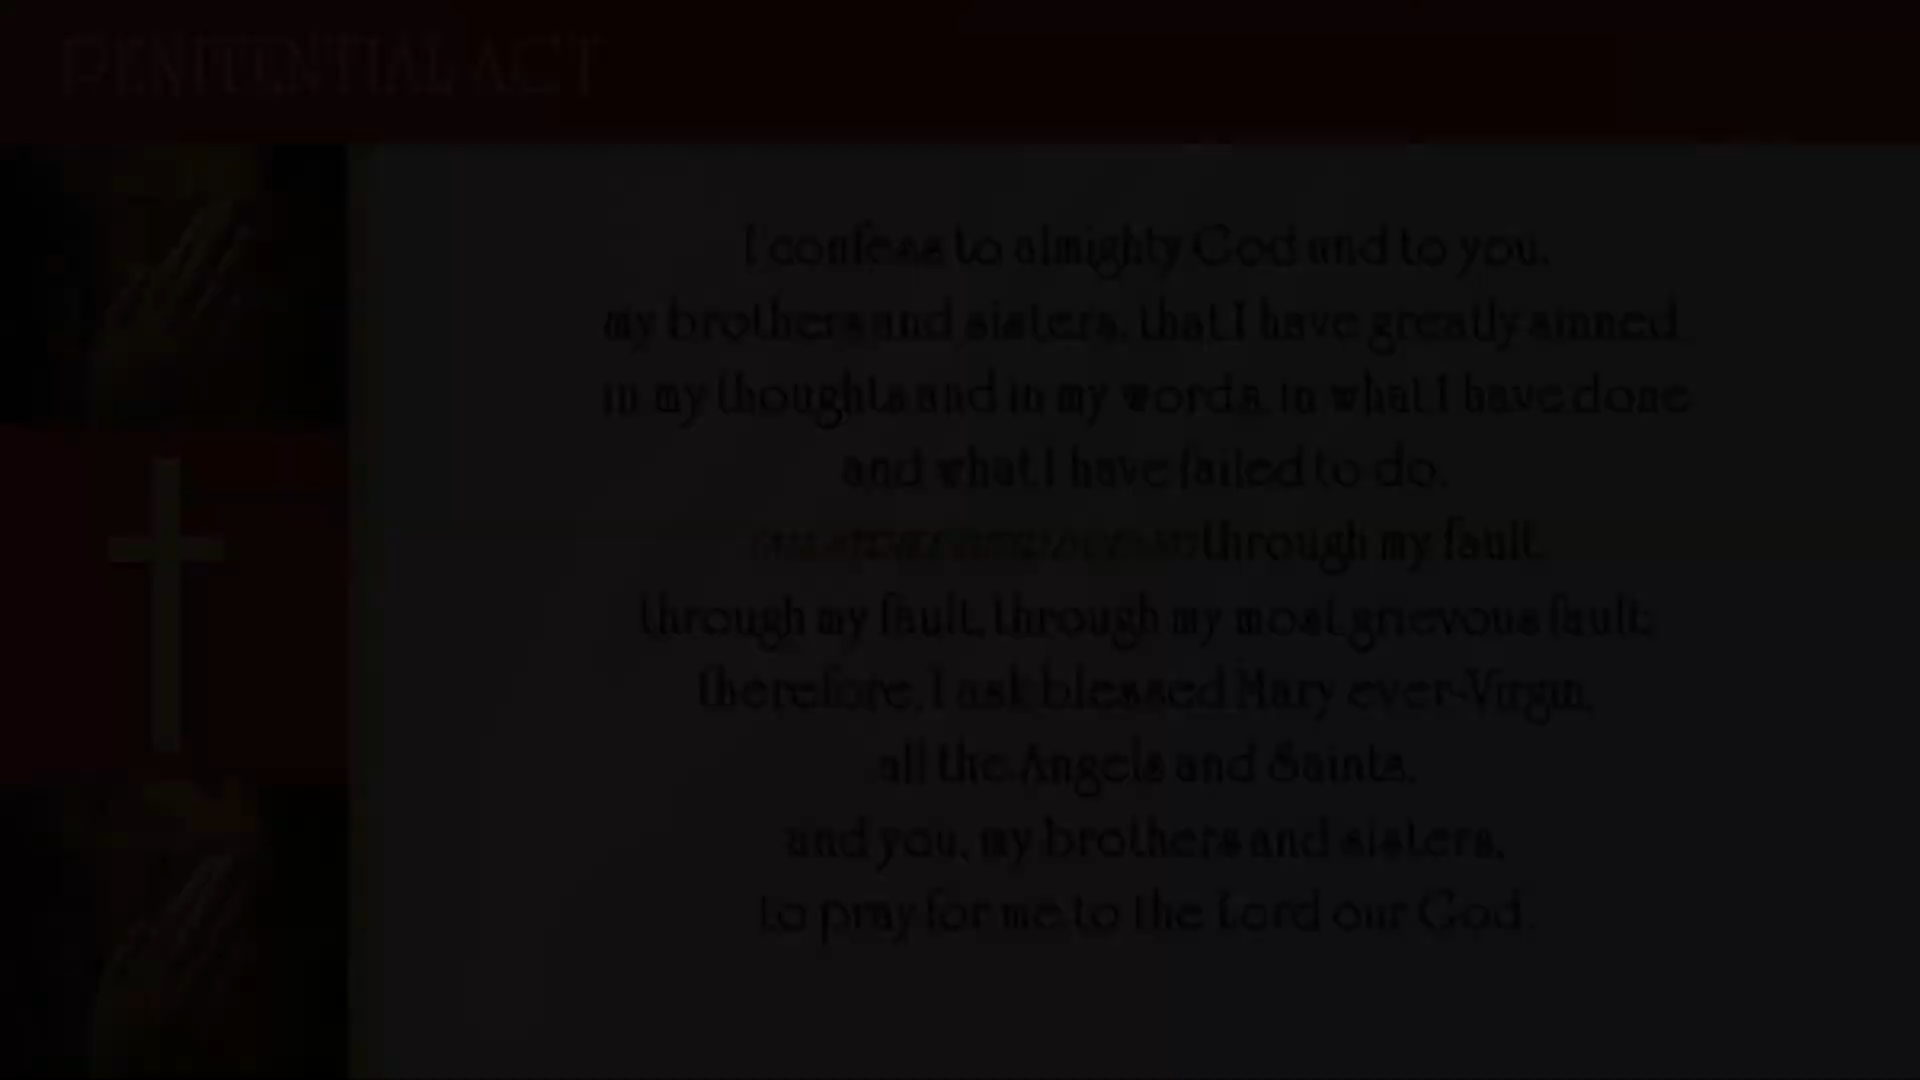 PENITENTIAL ACT
I confess to almighty God and to you,
my brothers and sisters, that I have greatly sinned
in my thoughts and in my words, in what I have done
and what I have failed to do,
through my fault,
through my fault, through my most grievous fault;
therefore, I ask blessed Mary ever-Virgin,
all the Angels and Saints,
and you, my brothers and sisters,
to pray for me to the Lord our God.